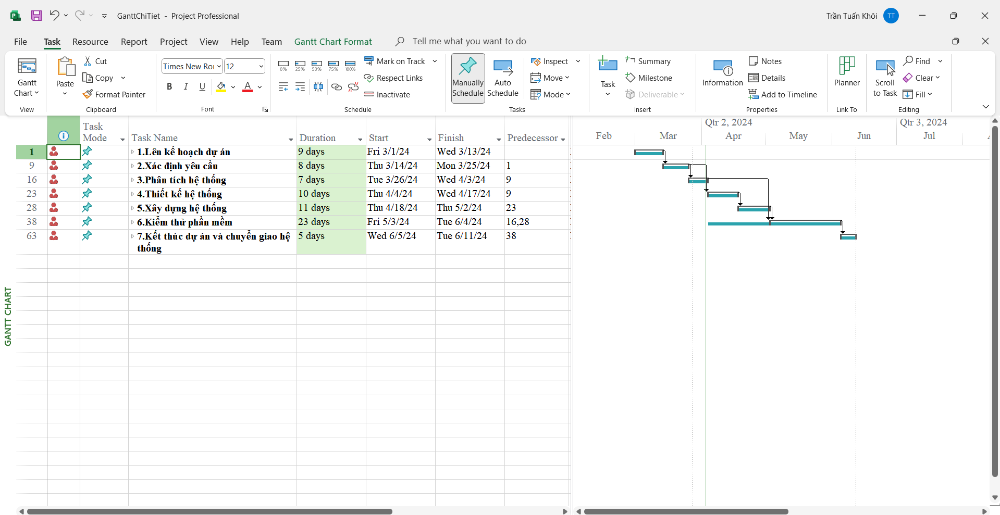 GanttChiTiet - Project Professional
Trần Tuấn Khôi
TT
File Task Resource Report Project View Help Team Gantt Chart Format Tell me what you want to do
Gantt Chart
View
Paste
Cut
Copy
Format Painter
Clipboard
Times New Ro
12
B I U A
Font
0% 25% 50% 75% 100%
Mark on Track
Respect Links
Inactivate
Schedule
Manually Schedule
Auto Schedule
Inspect
Move
Mode
Tasks
Task
Summary
Milestone
Deliverable
Insert
Information
Notes
Details
Add to Timeline
Properties
Planner
Link To
Scroll to Task
Find
Clear
Fill
Editing
Task Mode Task Name Duration Start Finish Predecessor
1 1.Lên kế hoạch dự án 9 days Fri 3/1/24 Wed 3/13/24
9 2.Xác định yêu cầu 8 days Thu 3/14/24 Mon 3/25/24 1
16 3.Phân tích hệ thống 7 days Tue 3/26/24 Wed 4/3/24 9
23 4.Thiết kế hệ thống 10 days Thu 4/4/24 Wed 4/17/24 9
28 5.Xây dựng hệ thống 11 days Thu 4/18/24 Thu 5/2/24 23
38 6.Kiểm thử phần mềm 23 days Fri 5/3/24 Tue 6/4/24 16,28
63 7.Kết thúc dự án và chuyển giao hệ 5 days Wed 6/5/24 Tue 6/11/24 38
thống
Qtr 2, 2024 Qtr 3, 2024
Feb Mar Apr May Jun Jul
GANTT CHART